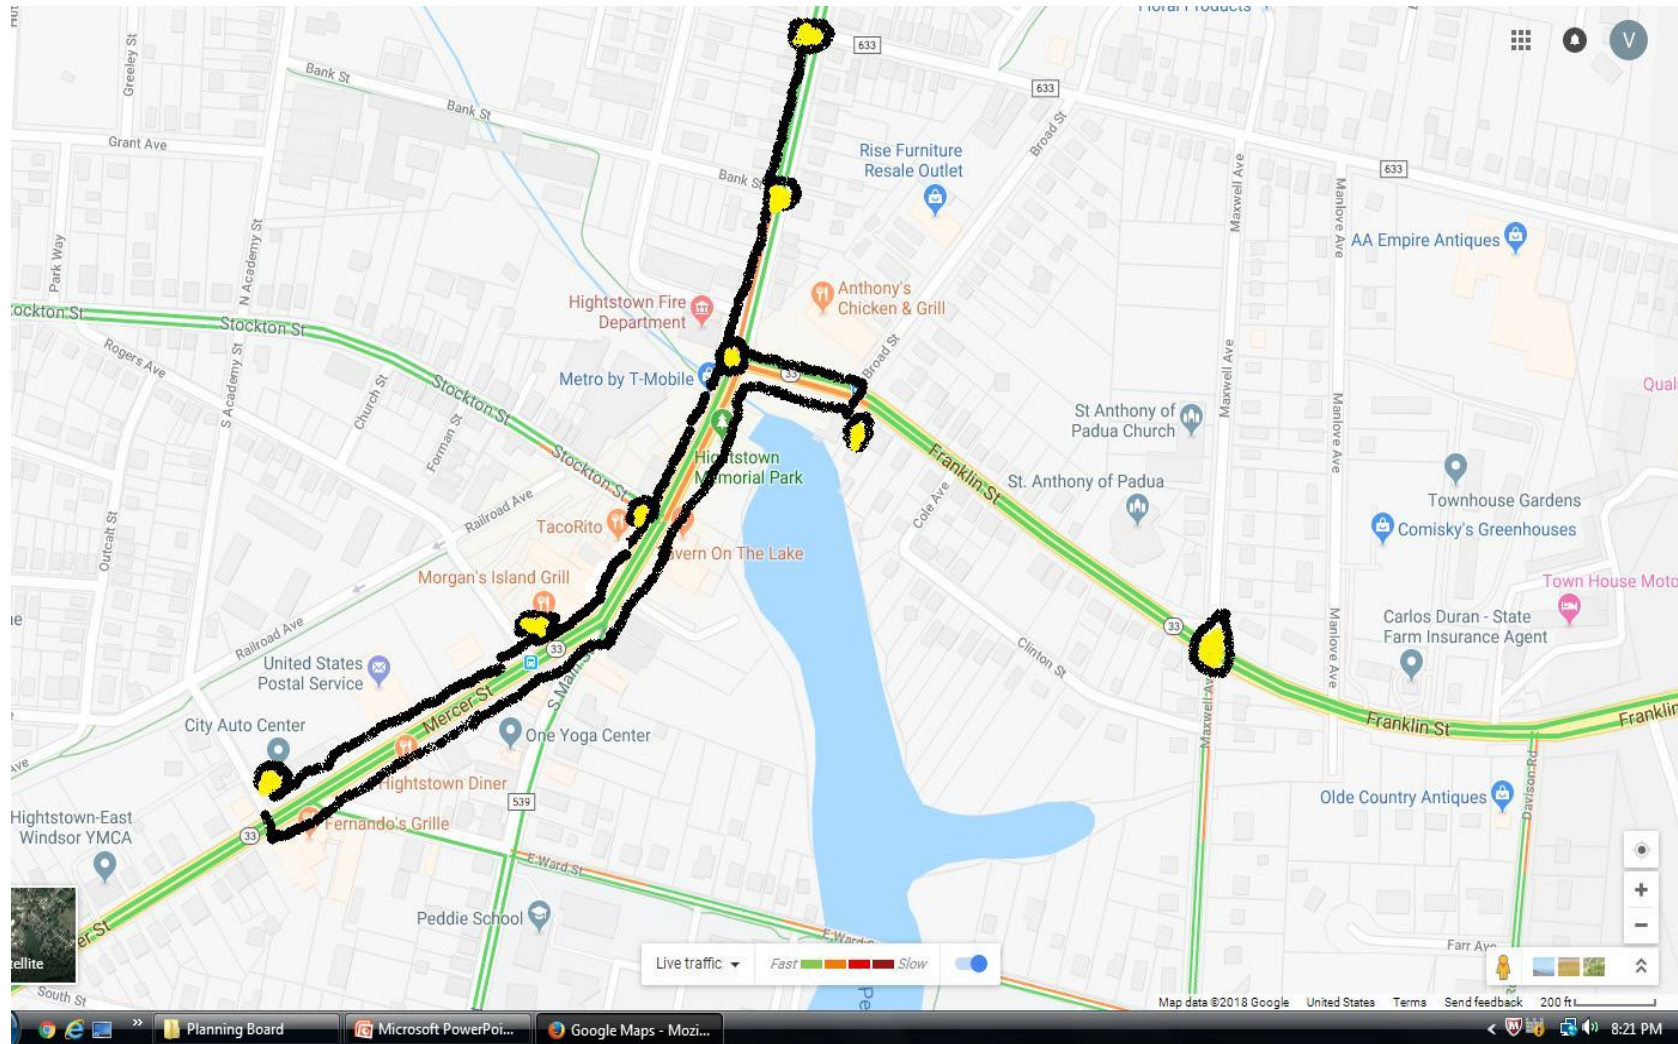 Floral Products
Greeley St
633
V
Bank St
Bank St
633
Broad St
Grant Ave
Rise Furniture
Resale Outlet
Bank St
633
Maxwell Ave
Manlove Ave
Park Way
N Academy St
AA Empire Antiques
Anthony's
Chicken & Grill
Hightstown Fire
Department
ockton St
Stockton St
Rogers Ave
S Academy St
Church St
Stockton St
Metro by T-Mobile
33
Broad St
Maxwell Ave
Qual
St Anthony of
Padua Church
Manlove Ave
Forman St
Stockton St
Hightstown
Memorial Park
Franklin St
St. Anthony of Padua
Townhouse Gardens
Outcalt St
Railroad Ave
TacoRito
Cole Ave
Comisky's Greenhouses
Tavern On The Lake
Morgan's Island Grill
Town House Moto
Railroad Ave
33
33
Carlos Duran - State
Farm Insurance Agent
Manlove Ave
Clinton St
United States
Postal Service
Mercer St
S Main St
Maxwell Av
Franklin St
Franklin
City Auto Center
One Yoga Center
Hightstown Diner
Davison Rd
Olde Country Antiques
539
Hightstown-East
Windsor YMCA
33
Fernando's Grille
E Ward St
Peddie School
E Ward S
er St
Farr Ave
tellite
Live traffic
Fast
Slow
South St
Pe
Map data ©2018 Google United States Terms Send feedback 200 ft
Planning Board
Microsoft PowerPoi...
Google Maps - Mozi...
8:21 PM